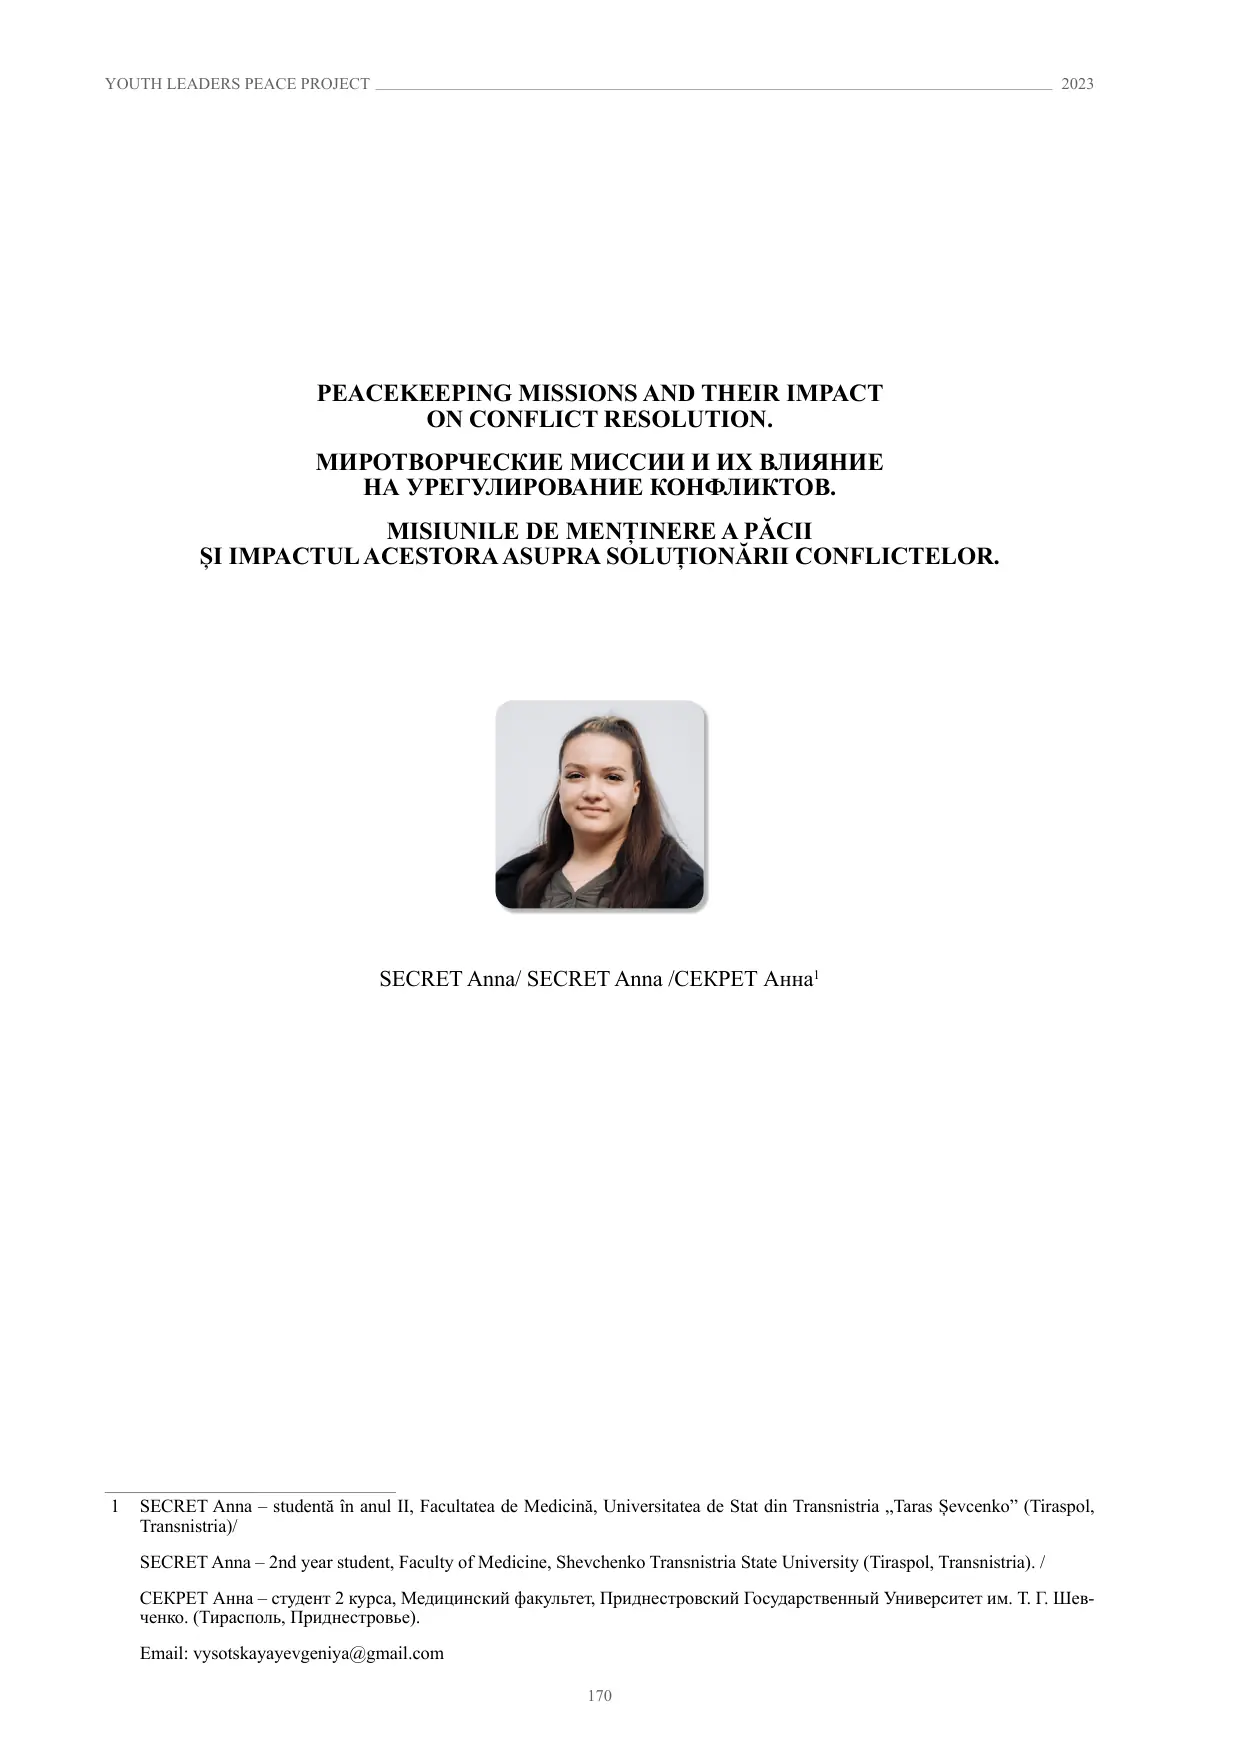 YOUTH LEADERS PEACE PROJECT 2023
PEACEKEEPING MISSIONS AND THEIR IMPACT
ON CONFLICT RESOLUTION.
МИРОТВОРЧЕСКИЕ МИССИИ И ИХ ВЛИЯНИЕ
НА УРЕГУЛИРОВАНИЕ КОНФЛИКТОВ.
MISIUNILE DE MENȚINERE A PĂCII
ȘI IMPACTUL ACESTORA ASUPRA SOLUȚIONĂRII CONFLICTELOR.
SECRET Anna/ SECRET Anna /СЕКРЕТ Анна¹
1 SECRET Anna – studentă în anul II, Facultatea de Medicină, Universitatea de Stat din Transnistria „Taras Șevcenko” (Tiraspol,
Transnistria)/
SECRET Anna – 2nd year student, Faculty of Medicine, Shevchenko Transnistria State University (Tiraspol, Transnistria). /
СЕКРЕТ Анна – студент 2 курса, Медицинский факультет, Приднестровский Государственный Университет им. Т. Г. Шев-
ченко. (Тирасполь, Приднестровье).
Email: vysotskayayevgeniya@gmail.com
170